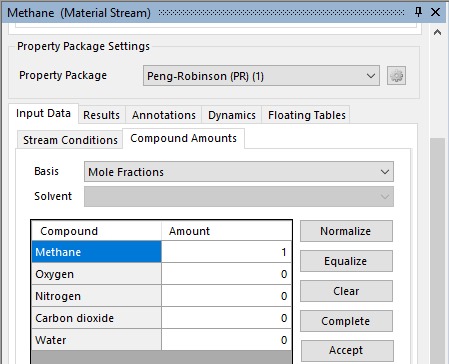 Methane (Material Stream)
Property Package Settings
Property Package Peng-Robinson (PR) (1)
Input Data Results Annotations Dynamics Floating Tables
Stream Conditions Compound Amounts
Basis Mole Fractions
Solvent
Compound Amount
Methane 1
Oxygen 0
Nitrogen 0
Carbon dioxide 0
Water 0
Normalize
Equalize
Clear
Complete
Accept